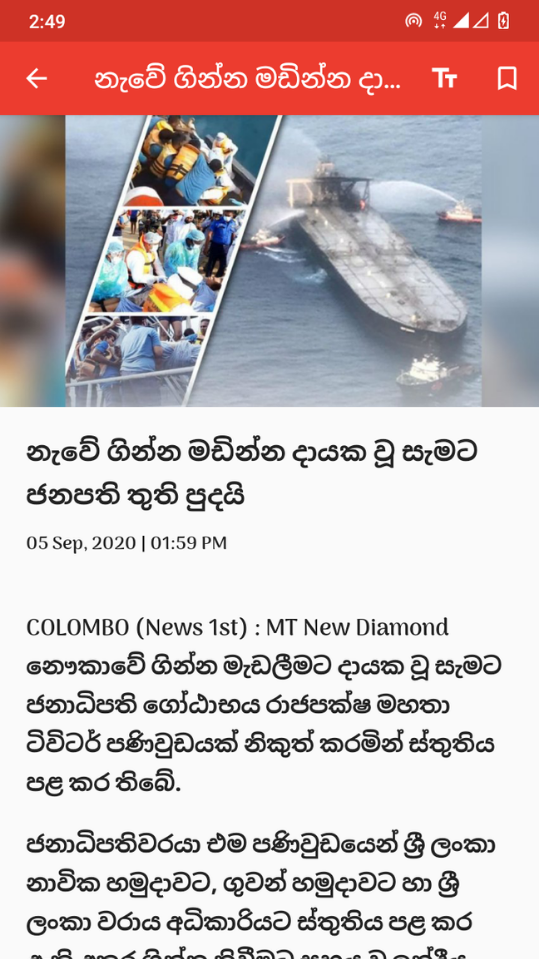 2:49
4G
නැවේ ගින්න මඩින්න දා...
නැවේ ගින්න මඩින්න දායක වූ සැමට
ජනපති තුති පුදයි
05 Sep, 2020 | 01:59 PM
COLOMBO (News 1st) : MT New Diamond
නෞකාවේ ගින්න මැඩලීමට දායක වූ සැමට
ජනාධිපති ගෝඨාභය රාජපක්ෂ මහතා
ටිවිටර් පණිවුඩයක් නිකුත් කරමින් ස්තුතිය
පළ කර තිබේ.
ජනාධිපතිවරයා එම පණිවුඩයෙන් ශ්‍රී ලංකා
නාවික හමුදාවට, ගුවන් හමුදාවට හා ශ්‍රී
ලංකා වරාය අධිකාරියට ස්තුතිය පළ කර